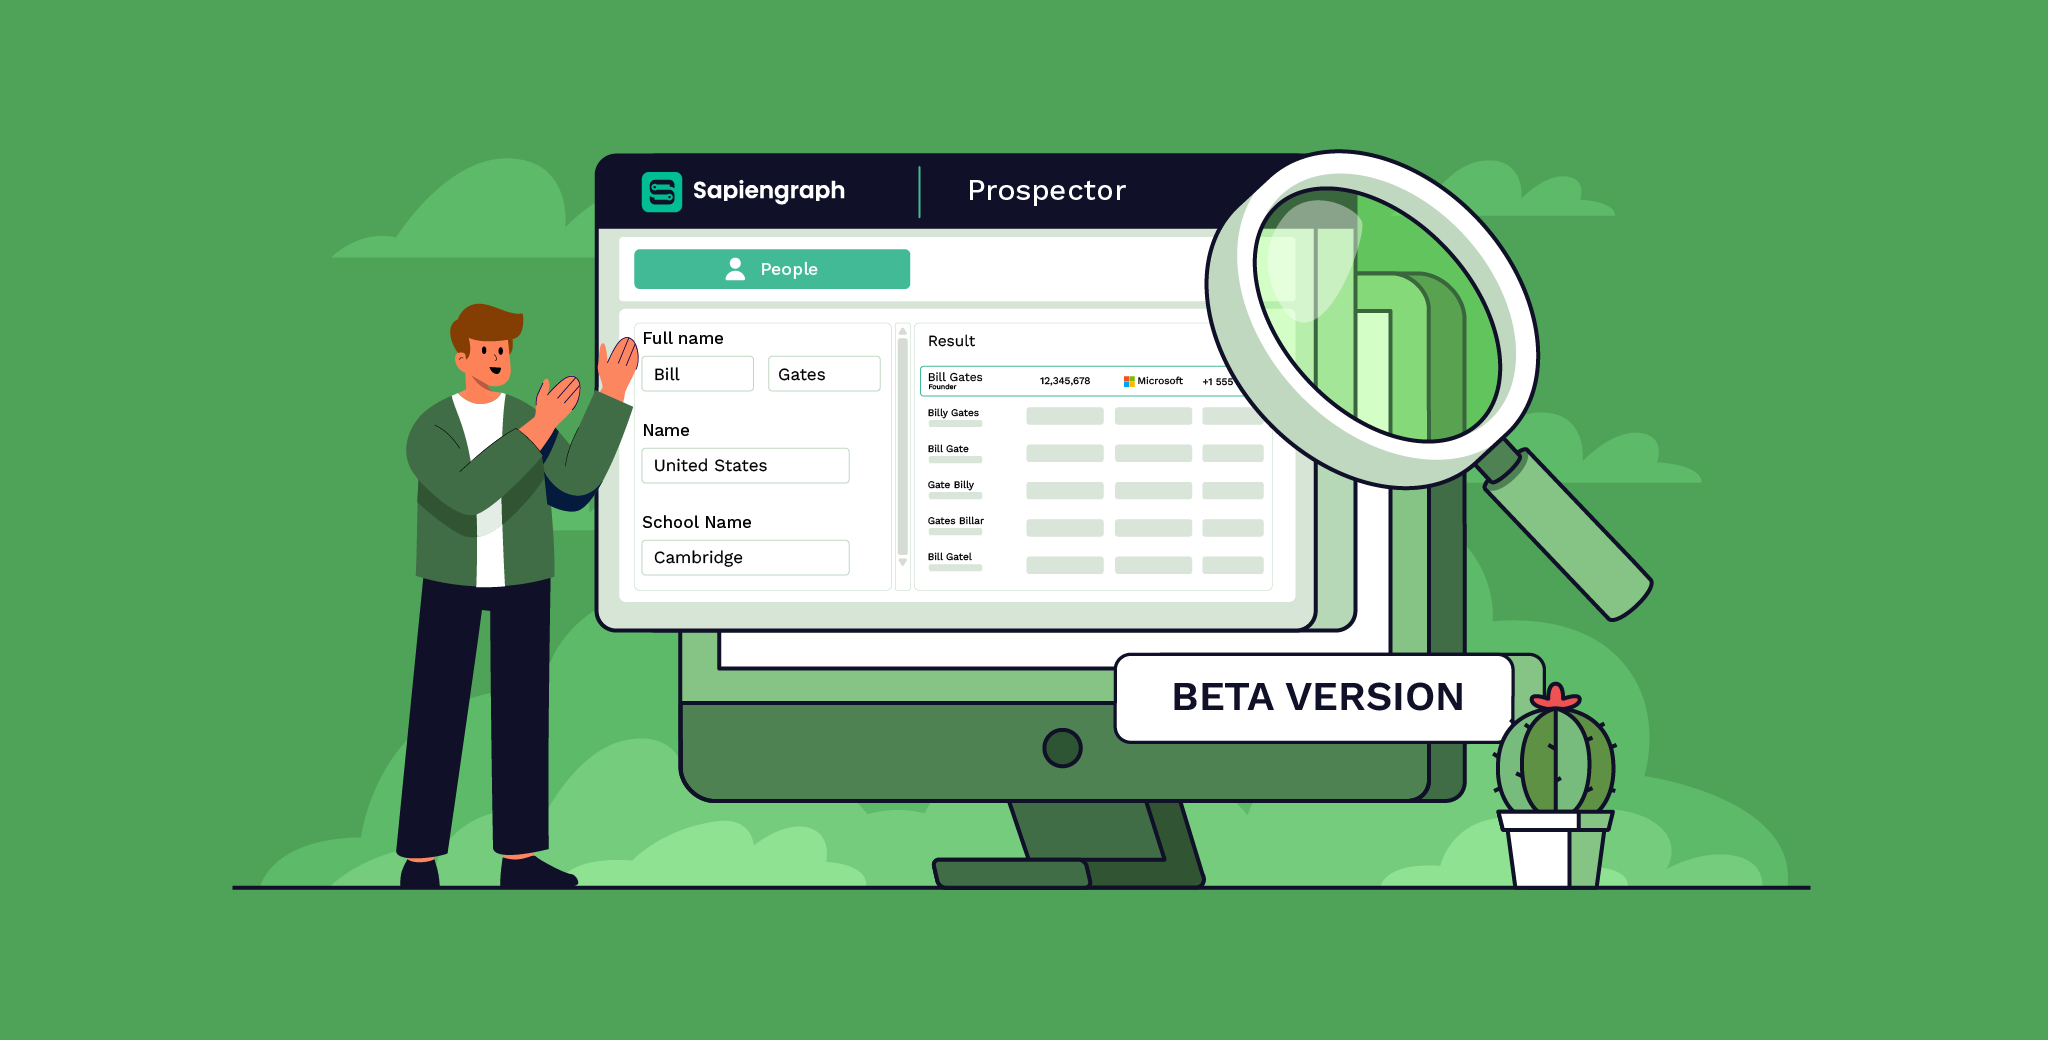 Sapiengraph
Prospector
People
Full name
Bill
Gates
Name
United States
School Name
Cambridge
Result
Bill Gates
Founder
12,345,678
Microsoft
+1 555
Billy Gates
Bill Gate
Gate Billy
Gates Billar
Bill Gatel
BETA VERSION